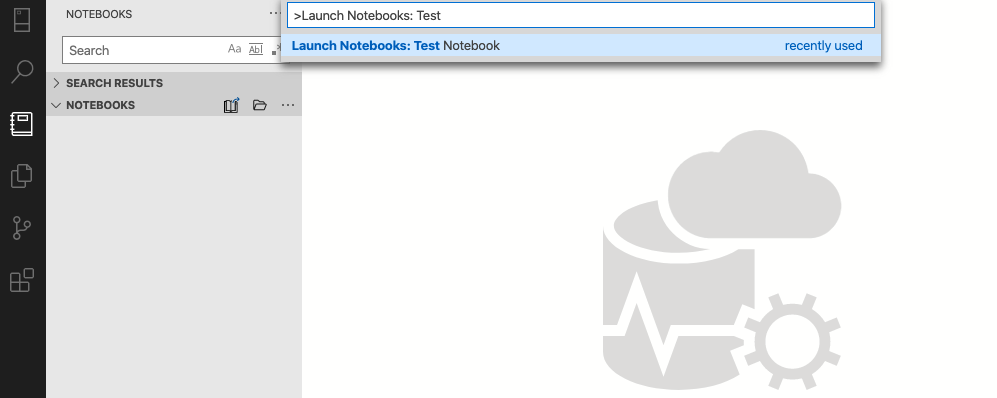 NOTEBOOKS
>Launch Notebooks: Test
Search Aa Abl .*
Launch Notebooks: Test Notebook recently used
SEARCH RESULTS
NOTEBOOKS